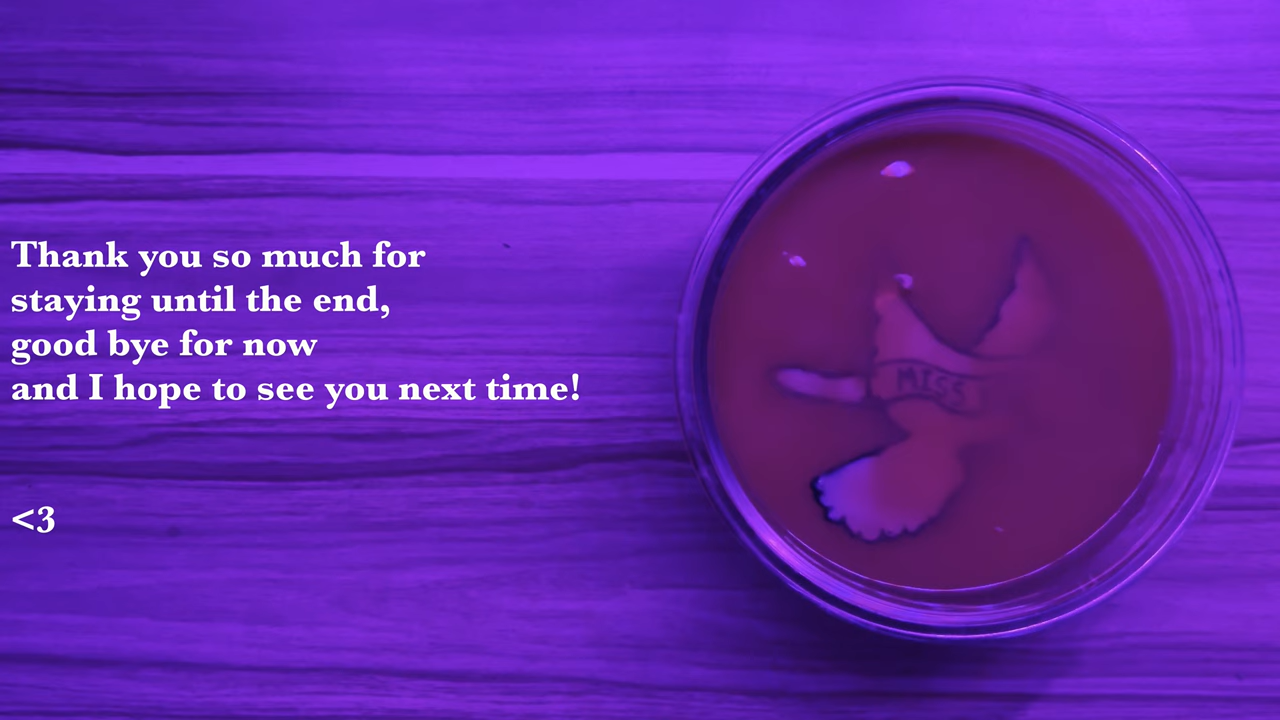 Thank you so much for
staying until the end,
good bye for now
and I hope to see you next time!
<3
MISS